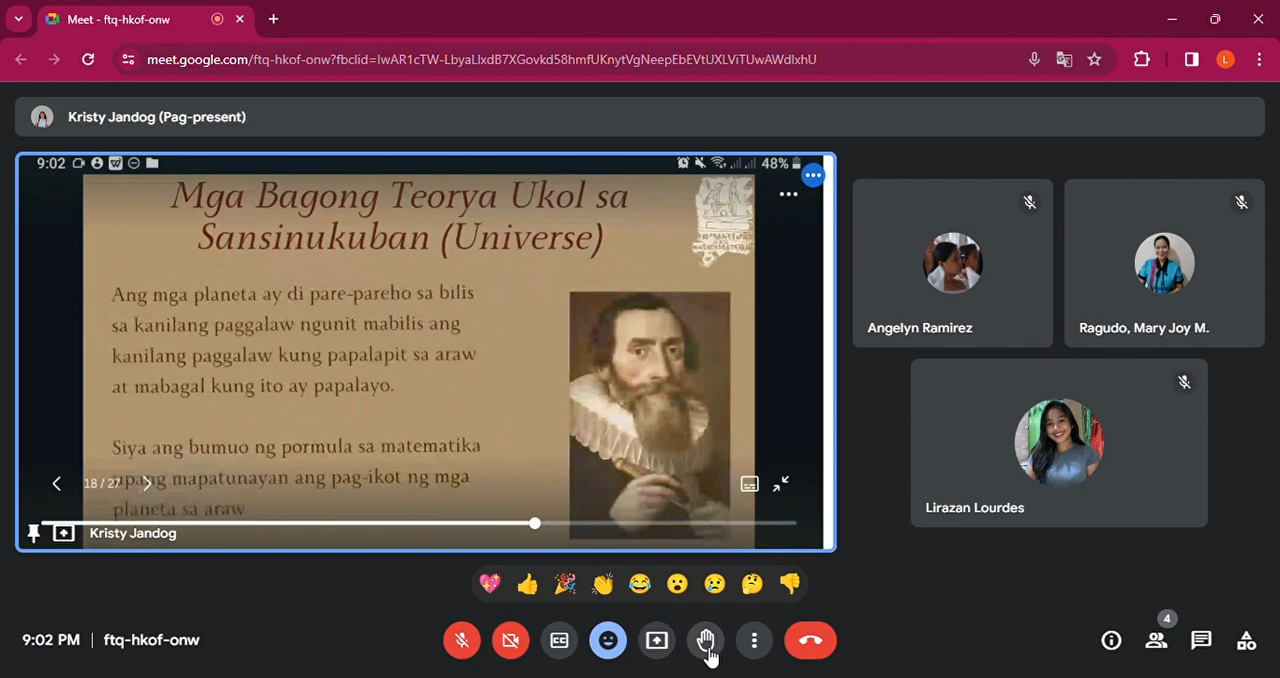 Meet - ftq-hkof-onw
meet.google.com/ftq-hkof-onw?fbclid=IwAR1cTW-LbyaLlxdB7XGovkd58hmfUKnytVgNeepEbEVtUXLViTUwAWdlxhU
L
Kristy Jandog (Pag-present)
9:02
48%
Mga Bagong Teorya Ukol sa
Sansinukuban (Universe)
Ang mga planeta ay di pare-pareho sa bilis
sa kanilang paggalaw ngunit mabilis ang
kanilang paggalaw kung papalapit sa araw
at mabagal kung ito ay papalayo.
Siya ang bumuo ng pormula sa matematika
upang mapatunayan ang pag-ikot ng mga
planeta sa araw.
18 / 27
Kristy Jandog
Angelyn Ramirez
Ragudo, Mary Joy M.
Lirazan Lourdes
9:02 PM | ftq-hkof-onw
4